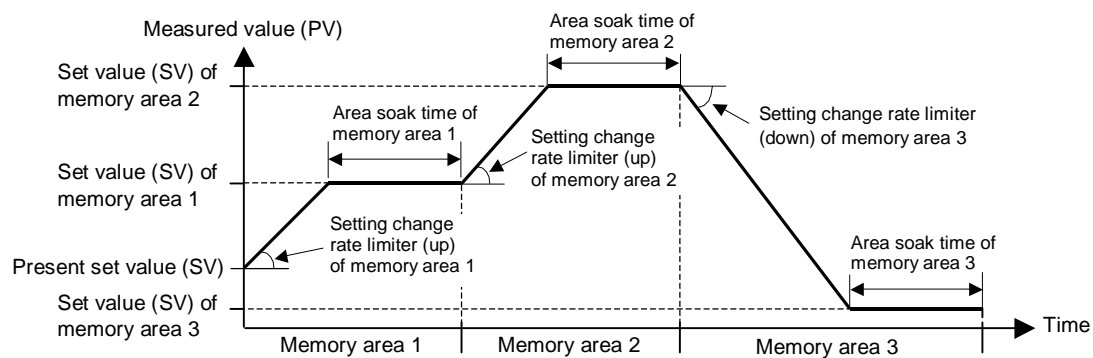 Measured value (PV)
Set value (SV) of
memory area 2
Set value (SV) of
memory area 1
Present set value (SV)
Set value (SV) of
memory area 3
Area soak time of
memory area 1
Setting change
rate limiter (up)
of memory area 1
Area soak time of
memory area 2
Setting change
rate limiter (up)
of memory area 2
Setting change rate limiter
(down) of memory area 3
Area soak time of
memory area 3
Time
Memory area 1
Memory area 2
Memory area 3